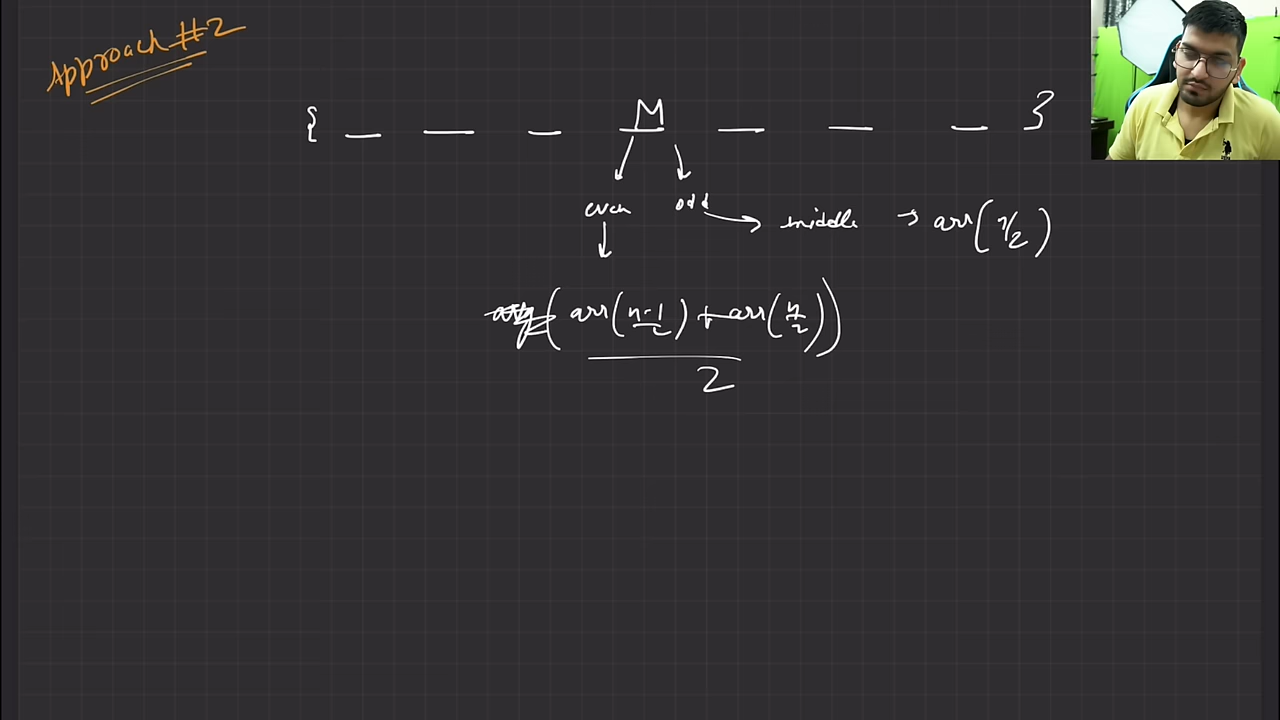 Approach #2
{ _ _ _ M _ _ _ }
even odd → middle → arr(n/2)
(arr(n-1/2) + arr(n/2))
2